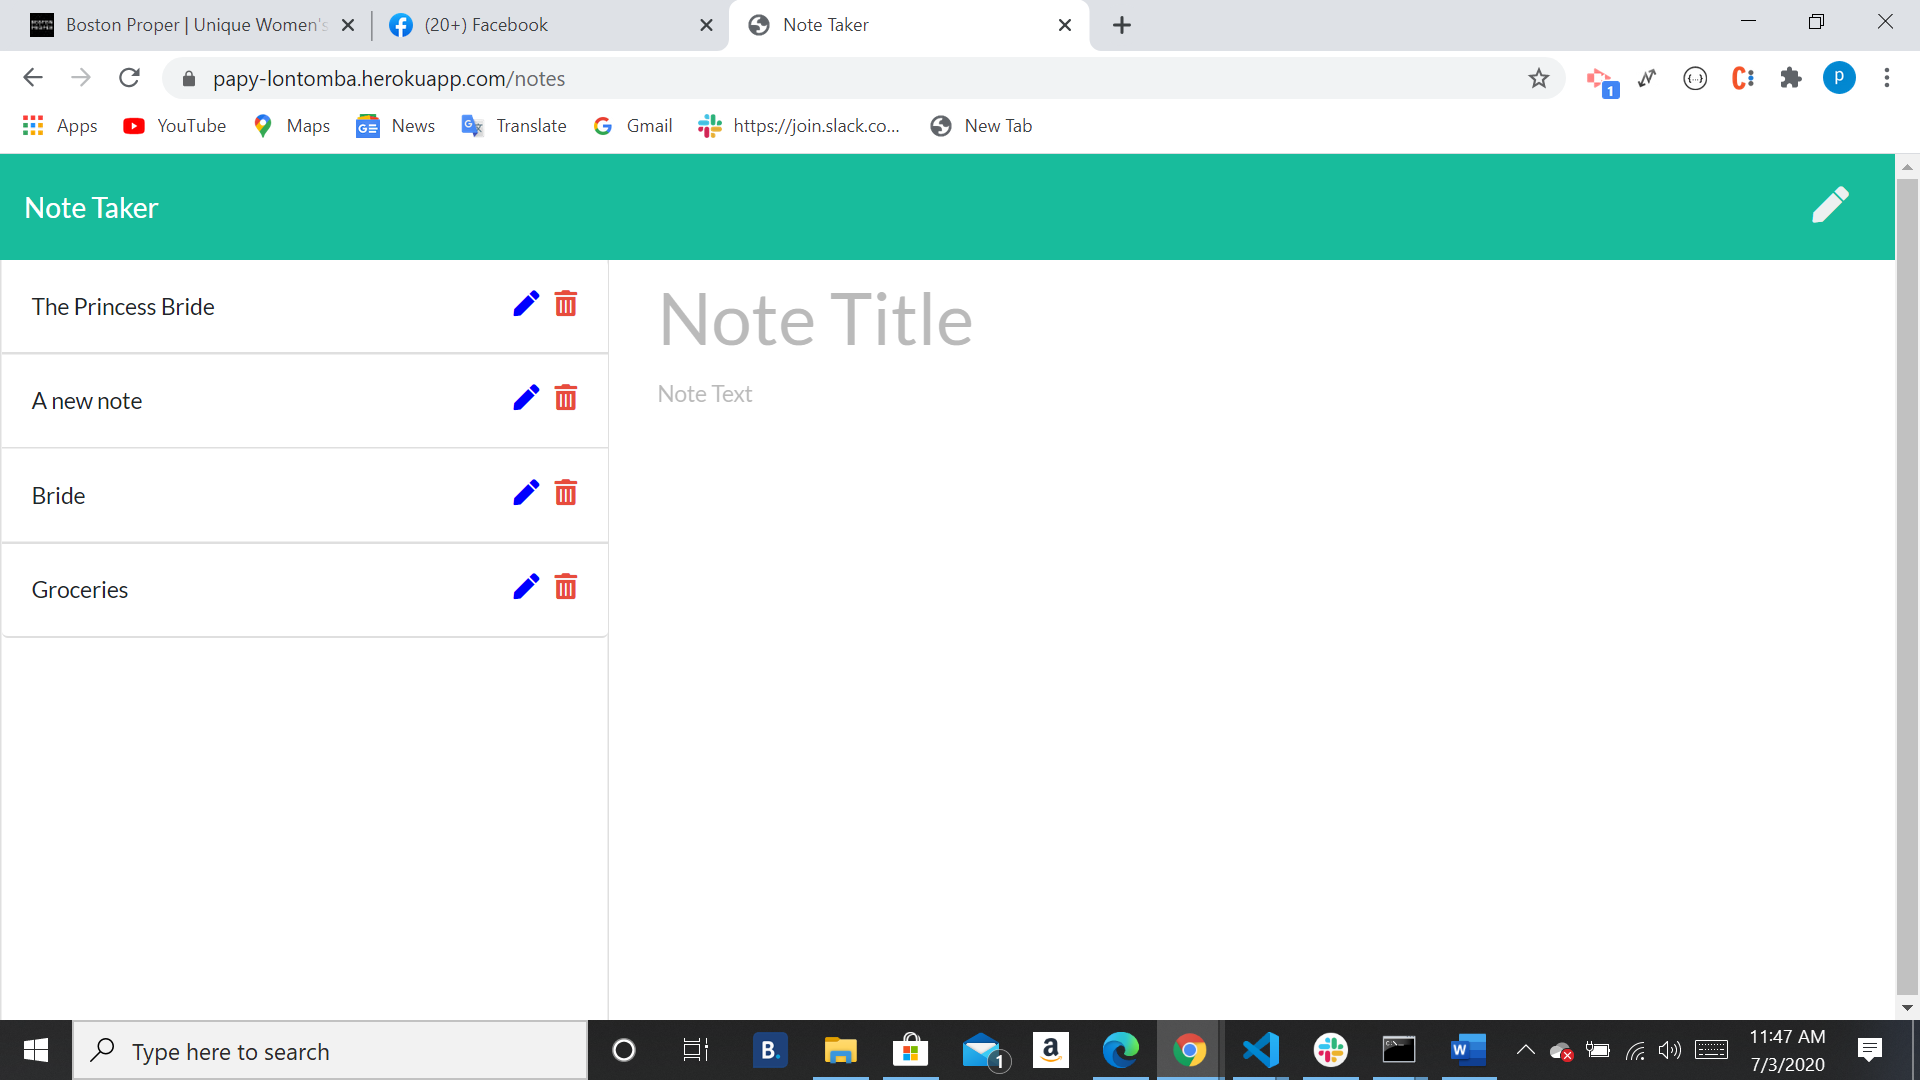 Boston Proper | Unique Women's
(20+) Facebook
Note Taker
papy-lontomba.herokuapp.com/notes
1
p
Apps
YouTube
Maps
News
Translate
Gmail
https://join.slack.co...
New Tab
Note Taker
The Princess Bride
A new note
Bride
Groceries
Note Title
Note Text
Type here to search
B.
1
a
W
11:47 AM
7/3/2020